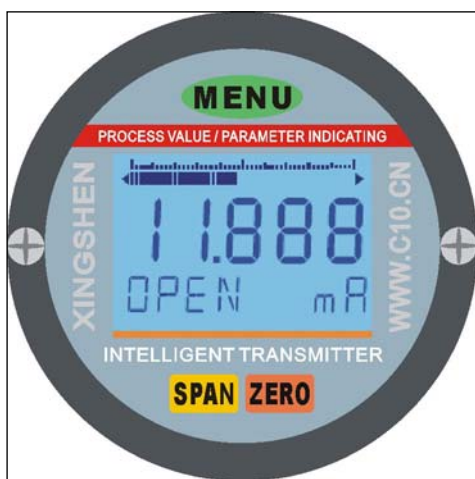 MENU
PROCESS VALUE / PARAMETER INDICATING
XINGSHEN
11.888
OPEN mA
WWW.C10.CN
INTELLIGENT TRANSMITTER
SPAN ZERO